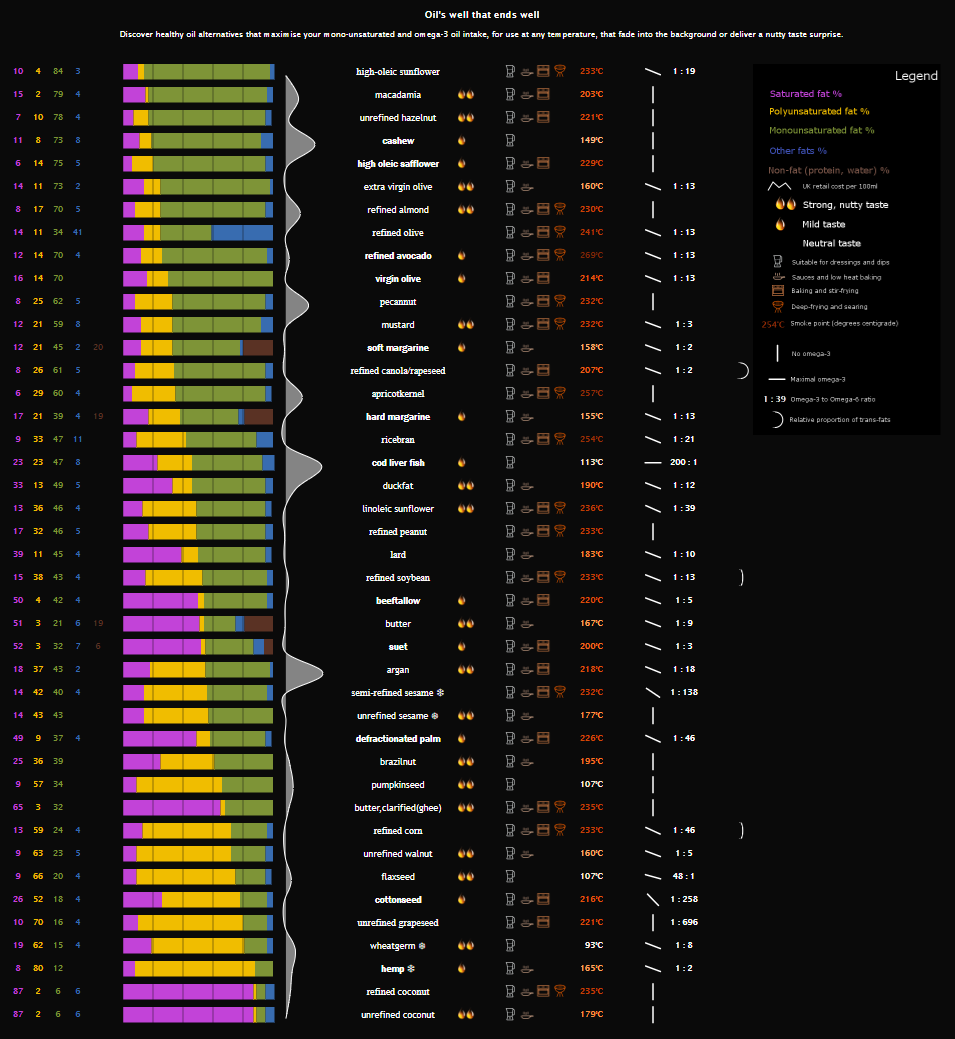 Oil's well that ends well
Discover healthy oil alternatives that maximise your mono-unsaturated and omega-3 oil intake, for use at any temperature, that fade into the background or deliver a nutty taste surprise.
Legend
Saturated fat %
Polyunsaturated fat %
Monounsaturated fat %
Other fats %
Non-fat (protein, water) %
UK retail cost per 100ml
Strong, nutty taste
Mild taste
Neutral taste
Suitable for dressings and dips
Sauces and low heat baking
Baking and stir-frying
Deep-frying and searing
254°C Smoke point (degrees centigrade)
No omega-3
Maximal omega-3
1 : 39 Omega-3 to Omega-6 ratio
Relative proportion of trans-fats
10 4 84 3 high-oleic sunflower 233°C 1 : 19
15 2 79 4 macadamia 203°C
7 10 78 4 unrefined hazelnut 221°C
11 8 73 8 cashew 149°C
6 14 75 5 high oleic safflower 229°C
14 11 73 2 extra virgin olive 160°C 1 : 13
8 17 70 5 refined almond 230°C
14 11 34 41 refined olive 241°C 1 : 13
12 14 70 4 refined avocado 269°C 1 : 13
16 14 70 virgin olive 214°C 1 : 13
8 25 62 5 pecannut 232°C
12 21 59 8 mustard 232°C 1 : 3
12 21 45 2 20 soft margarine 158°C 1 : 2
8 26 61 5 refined canola/rapeseed 207°C 1 : 2
6 29 60 4 apricotkernel 257°C
17 21 39 4 19 hard margarine 155°C 1 : 13
9 33 47 11 ricebran 254°C 1 : 21
23 23 47 8 cod liver fish 113°C 200 : 1
33 13 49 5 duckfat 190°C 1 : 12
13 36 46 4 linoleic sunflower 236°C 1 : 39
17 32 46 5 refined peanut 233°C
39 11 45 4 lard 183°C 1 : 10
15 38 43 4 refined soybean 233°C 1 : 13
50 4 42 4 beeftallow 220°C 1 : 5
51 3 21 6 19 butter 167°C 1 : 9
52 3 32 7 6 suet 200°C 1 : 3
18 37 43 2 argan 218°C 1 : 18
14 42 40 4 semi-refined sesame ❄ 232°C 1 : 138
14 43 43 unrefined sesame ❄ 177°C
49 9 37 4 defractionated palm 226°C 1 : 46
25 36 39 brazilnut 195°C
9 57 34 pumpkinseed 107°C
65 3 32 butter,clarified(ghee) 235°C
13 59 24 4 refined corn 233°C 1 : 46
9 63 23 5 unrefined walnut 160°C 1 : 5
9 66 20 4 flaxseed 107°C 48 : 1
26 52 18 4 cottonseed 216°C 1 : 258
10 70 16 4 unrefined grapeseed 221°C 1 : 696
19 62 15 4 wheatgerm ❄ 93°C 1 : 8
8 80 12 hemp ❄ 165°C 1 : 2
87 2 6 6 refined coconut 235°C
87 2 6 6 unrefined coconut 179°C